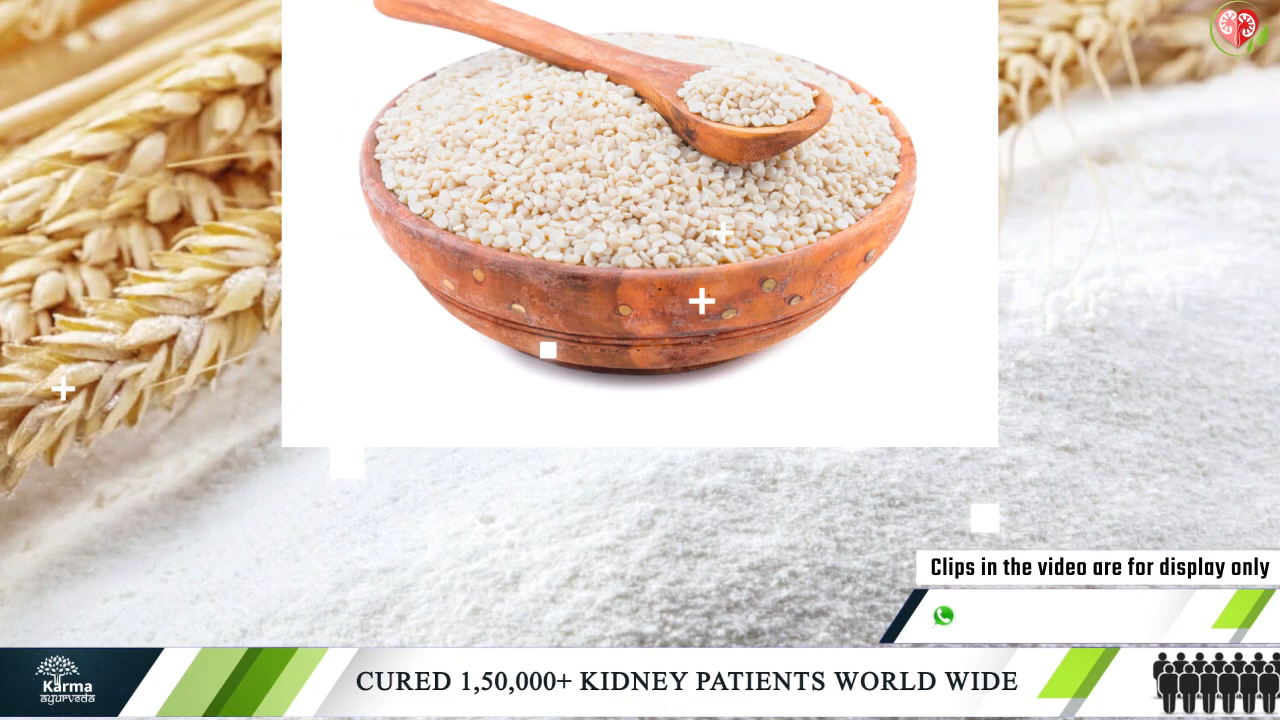 Clips in the video are for display only
Karma
ayurveda
CURED 1,50,000+ KIDNEY PATIENTS WORLD WIDE